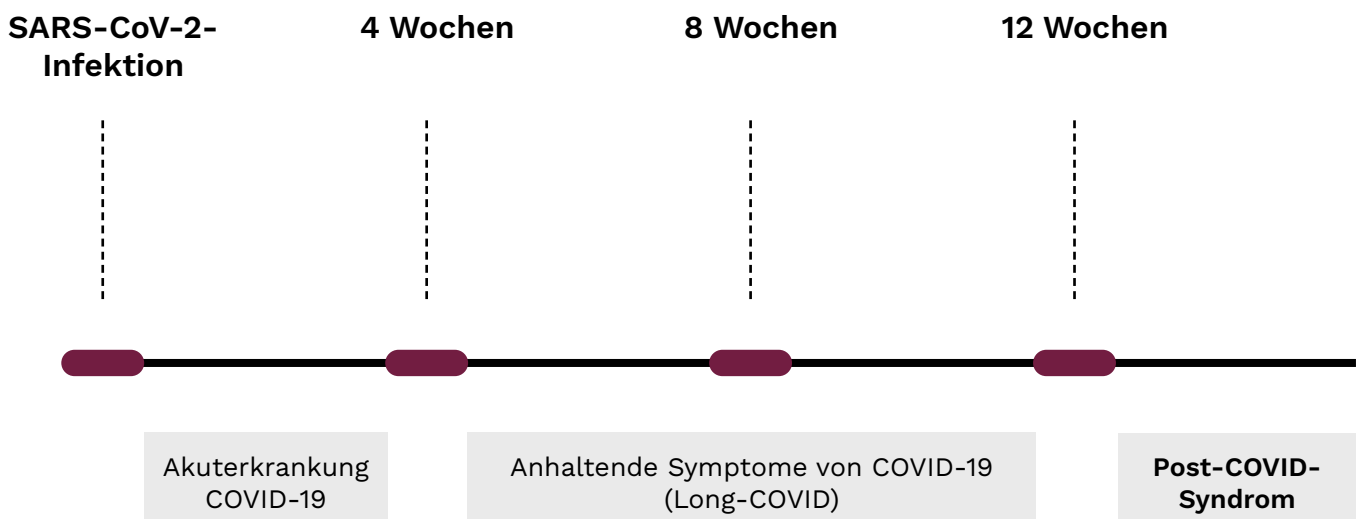 SARS-CoV-2-
Infektion
4 Wochen
8 Wochen
12 Wochen
Akuterkrankung
COVID-19
Anhaltende Symptome von COVID-19
(Long-COVID)
Post-COVID-
Syndrom